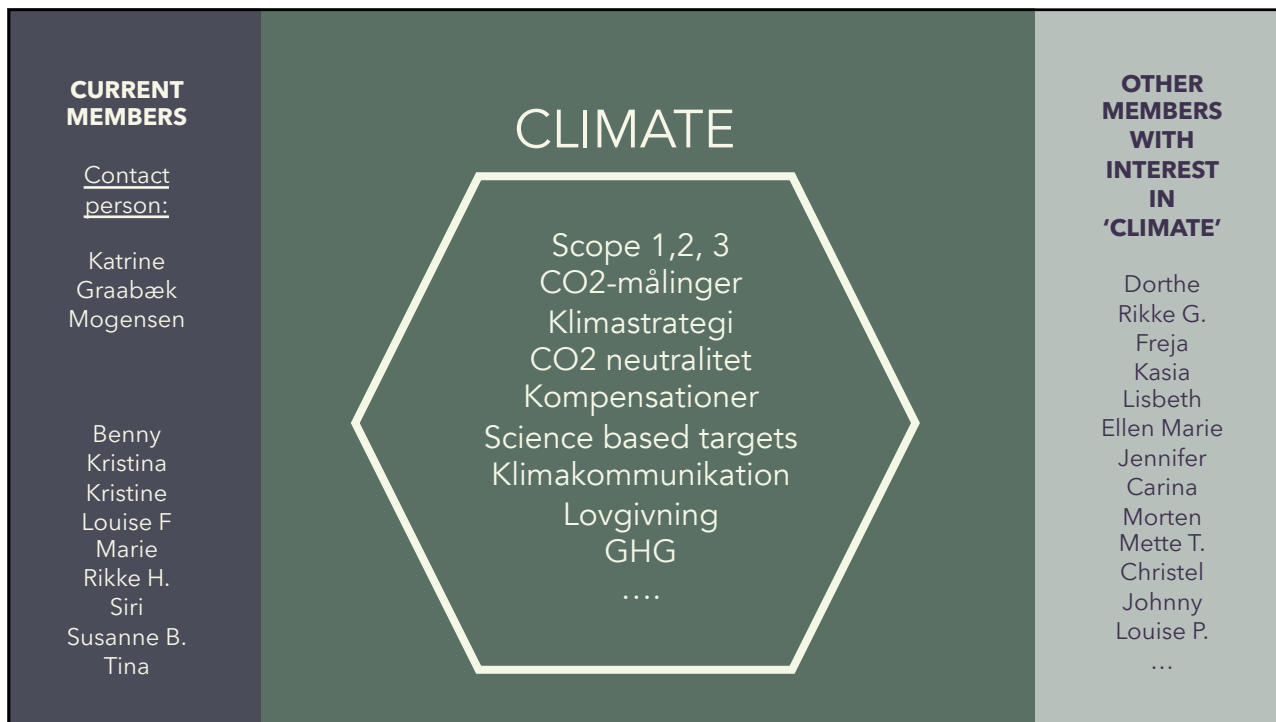 CURRENT
MEMBERS
Contact
person:
Katrine
Graabæk
Mogensen
Benny
Kristina
Kristine
Louise F
Marie
Rikke H.
Siri
Susanne B.
Tina
CLIMATE
Scope 1,2, 3
CO2-målinger
Klimastrategi
CO2 neutralitet
Kompensationer
Science based targets
Klimakommunikation
Lovgivning
GHG
….
OTHER
MEMBERS
WITH
INTEREST
IN
‘CLIMATE’
Dorthe
Rikke G.
Freja
Kasia
Lisbeth
Ellen Marie
Jennifer
Carina
Morten
Mette T.
Christel
Johnny
Louise P.
…